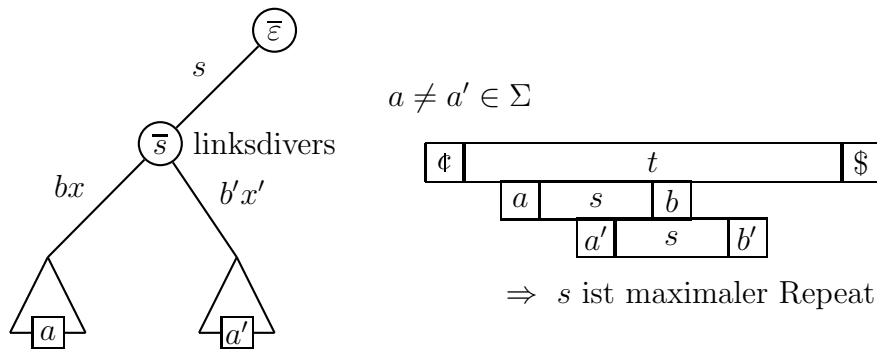 ε̅
s
a ≠ a′ ∈ Σ
s̅ linksdivers
¢ t $
bx b′x′
a s b
a′ s b′
⇒ s ist maximaler Repeat
a a′